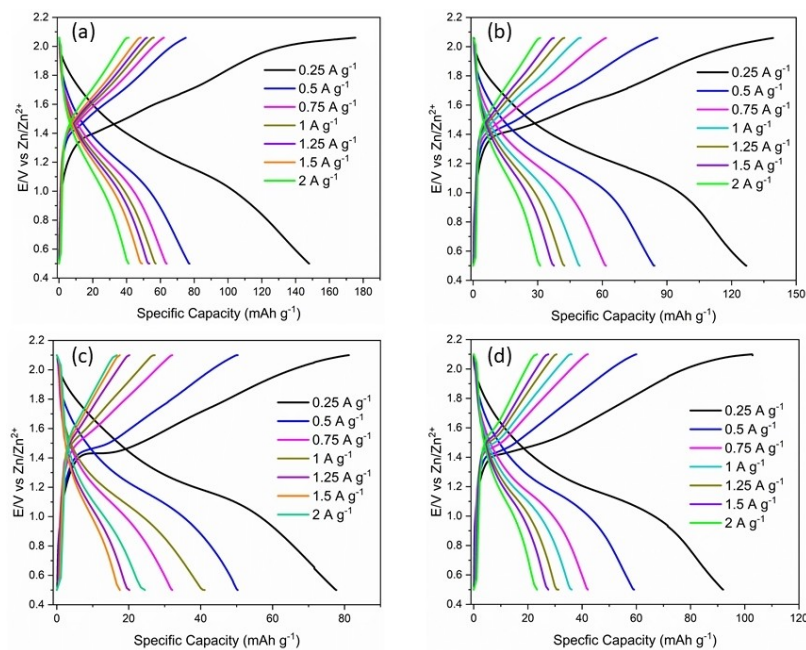 (a)
2.2
2.0
1.8
1.6
1.4
1.2
1.0
0.8
0.6
0.4
E/V vs Zn/Zn²⁺
0.25 A g⁻¹
0.5 A g⁻¹
0.75 A g⁻¹
1 A g⁻¹
1.25 A g⁻¹
1.5 A g⁻¹
2 A g⁻¹
0 20 40 60 80 100 120 140 160 180
Specific Capacity (mAh g⁻¹)
(b)
2.2
2.0
1.8
1.6
1.4
1.2
1.0
0.8
0.6
0.4
E/V vs Zn/Zn²⁺
0.25 A g⁻¹
0.5 A g⁻¹
0.75 A g⁻¹
1 A g⁻¹
1.25 A g⁻¹
1.5 A g⁻¹
2 A g⁻¹
0 30 60 90 120 150
Specific Capacity (mAh g⁻¹)
(c)
2.2
2.0
1.8
1.6
1.4
1.2
1.0
0.8
0.6
0.4
E/V vs Zn/Zn²⁺
0.25 A g⁻¹
0.5 A g⁻¹
0.75 A g⁻¹
1 A g⁻¹
1.25 A g⁻¹
1.5 A g⁻¹
2 A g⁻¹
0 20 40 60 80
Specific Capacity (mAh g⁻¹)
(d)
2.2
2.0
1.8
1.6
1.4
1.2
1.0
0.8
0.6
0.4
E/V vs Zn/Zn²⁺
0.25 A g⁻¹
0.5 A g⁻¹
0.75 A g⁻¹
1 A g⁻¹
1.25 A g⁻¹
1.5 A g⁻¹
2 A g⁻¹
0 20 40 60 80 100 120
Specific Capacity (mAh g⁻¹)